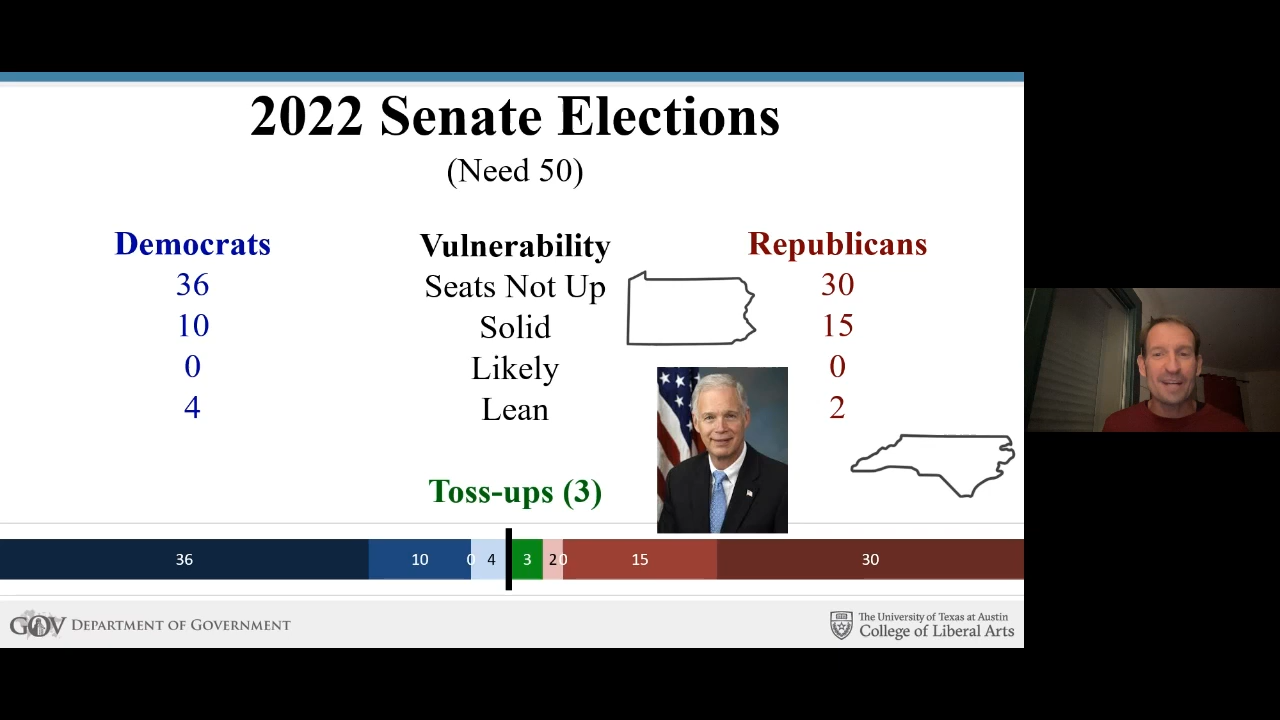 2022 Senate Elections
(Need 50)
Democrats Vulnerability Republicans
36 Seats Not Up 30
10 Solid 15
0 Likely 0
4 Lean 2
Toss-ups (3)
36 10 0 4 3 2 0 15 30
GOV DEPARTMENT OF GOVERNMENT
The University of Texas at Austin
College of Liberal Arts